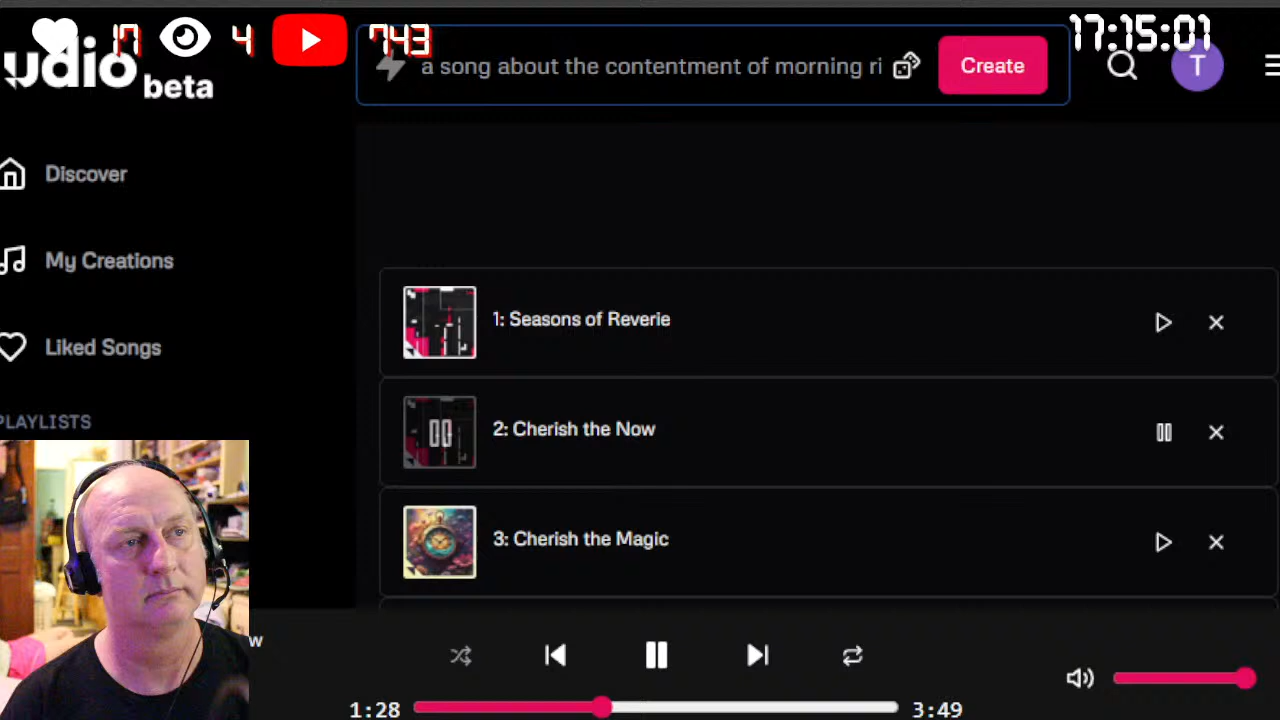 17
4
743
17:15:01
udio
beta
a song about the contentment of morning ri
Create
T
Discover
My Creations
Liked Songs
PLAYLISTS
1: Seasons of Reverie
2: Cherish the Now
3: Cherish the Magic
w
1:28
3:49